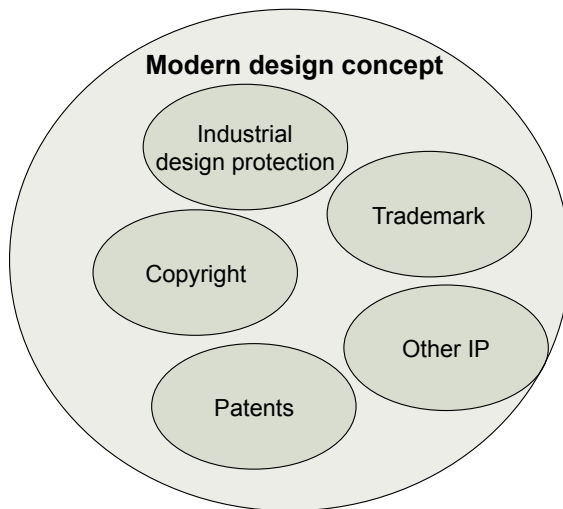 Modern design concept
Industrial
design protection
Trademark
Copyright
Other IP
Patents